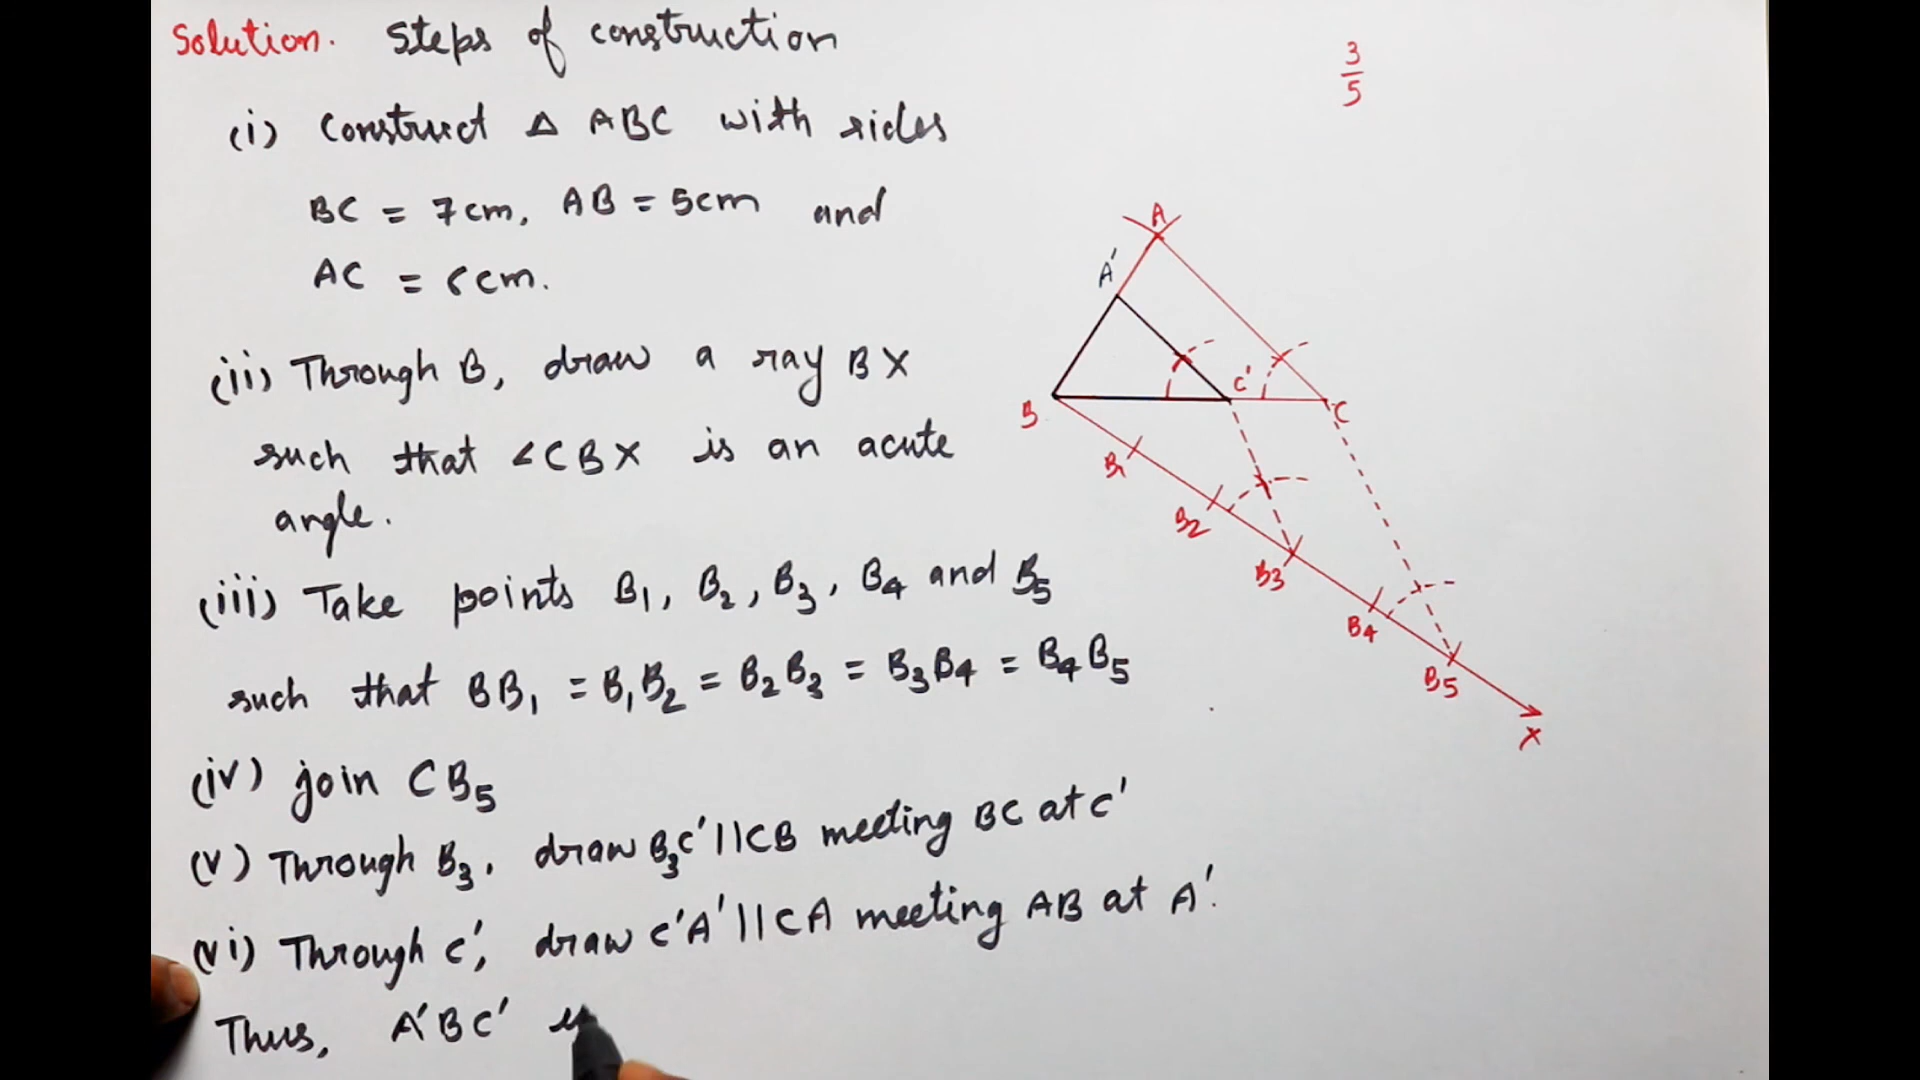 Solution. Steps of construction
(i) Construct Δ ABC with sides
BC = 7cm, AB = 5cm and
AC = 6cm.
(ii) Through B, draw a ray BX
such that ∠CBX is an acute
angle.
(iii) Take points B1, B2, B3, B4 and B5
such that BB1 = B1B2 = B2B3 = B3B4 = B4B5
(iv) join CB5
(v) Through B3, draw B3C' || CB meeting BC at C'
(vi) Through C', draw C'A' || CA meeting AB at A'.
Thus, A'BC'
3
5
A
A'
C'
B
C
B1
B2
B3
B4
B5
X